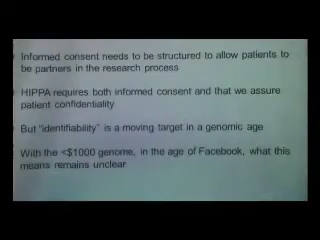 Informed consent needs to be structured to allow patients to
be partners in the research process
HIPPA requires both informed consent and that we assure
patient confidentiality
But "identifiability" is a moving target in a genomic age
With the <$1000 genome, in the age of Facebook, what this
means remains unclear